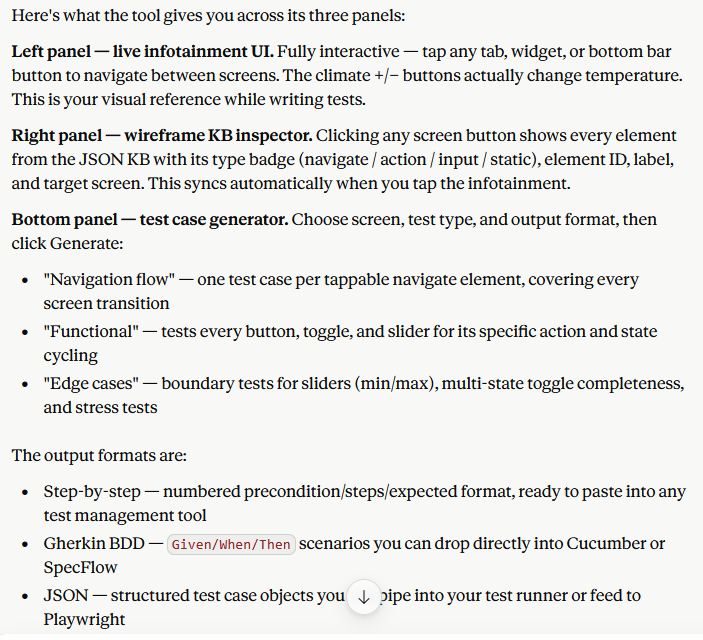 Here's what the tool gives you across its three panels:
Left panel — live infotainment UI. Fully interactive — tap any tab, widget, or bottom bar
button to navigate between screens. The climate +/− buttons actually change temperature.
This is your visual reference while writing tests.
Right panel — wireframe KB inspector. Clicking any screen button shows every element
from the JSON KB with its type badge (navigate / action / input / static), element ID, label,
and target screen. This syncs automatically when you tap the infotainment.
Bottom panel — test case generator. Choose screen, test type, and output format, then
click Generate:
• "Navigation flow" — one test case per tappable navigate element, covering every
screen transition
• "Functional" — tests every button, toggle, and slider for its specific action and state
cycling
• "Edge cases" — boundary tests for sliders (min/max), multi-state toggle completeness,
and stress tests
The output formats are:
• Step-by-step — numbered precondition/steps/expected format, ready to paste into any
test management tool
• Gherkin BDD — Given/When/Then scenarios you can drop directly into Cucumber or
SpecFlow
• JSON — structured test case objects you pipe into your test runner or feed to
Playwright